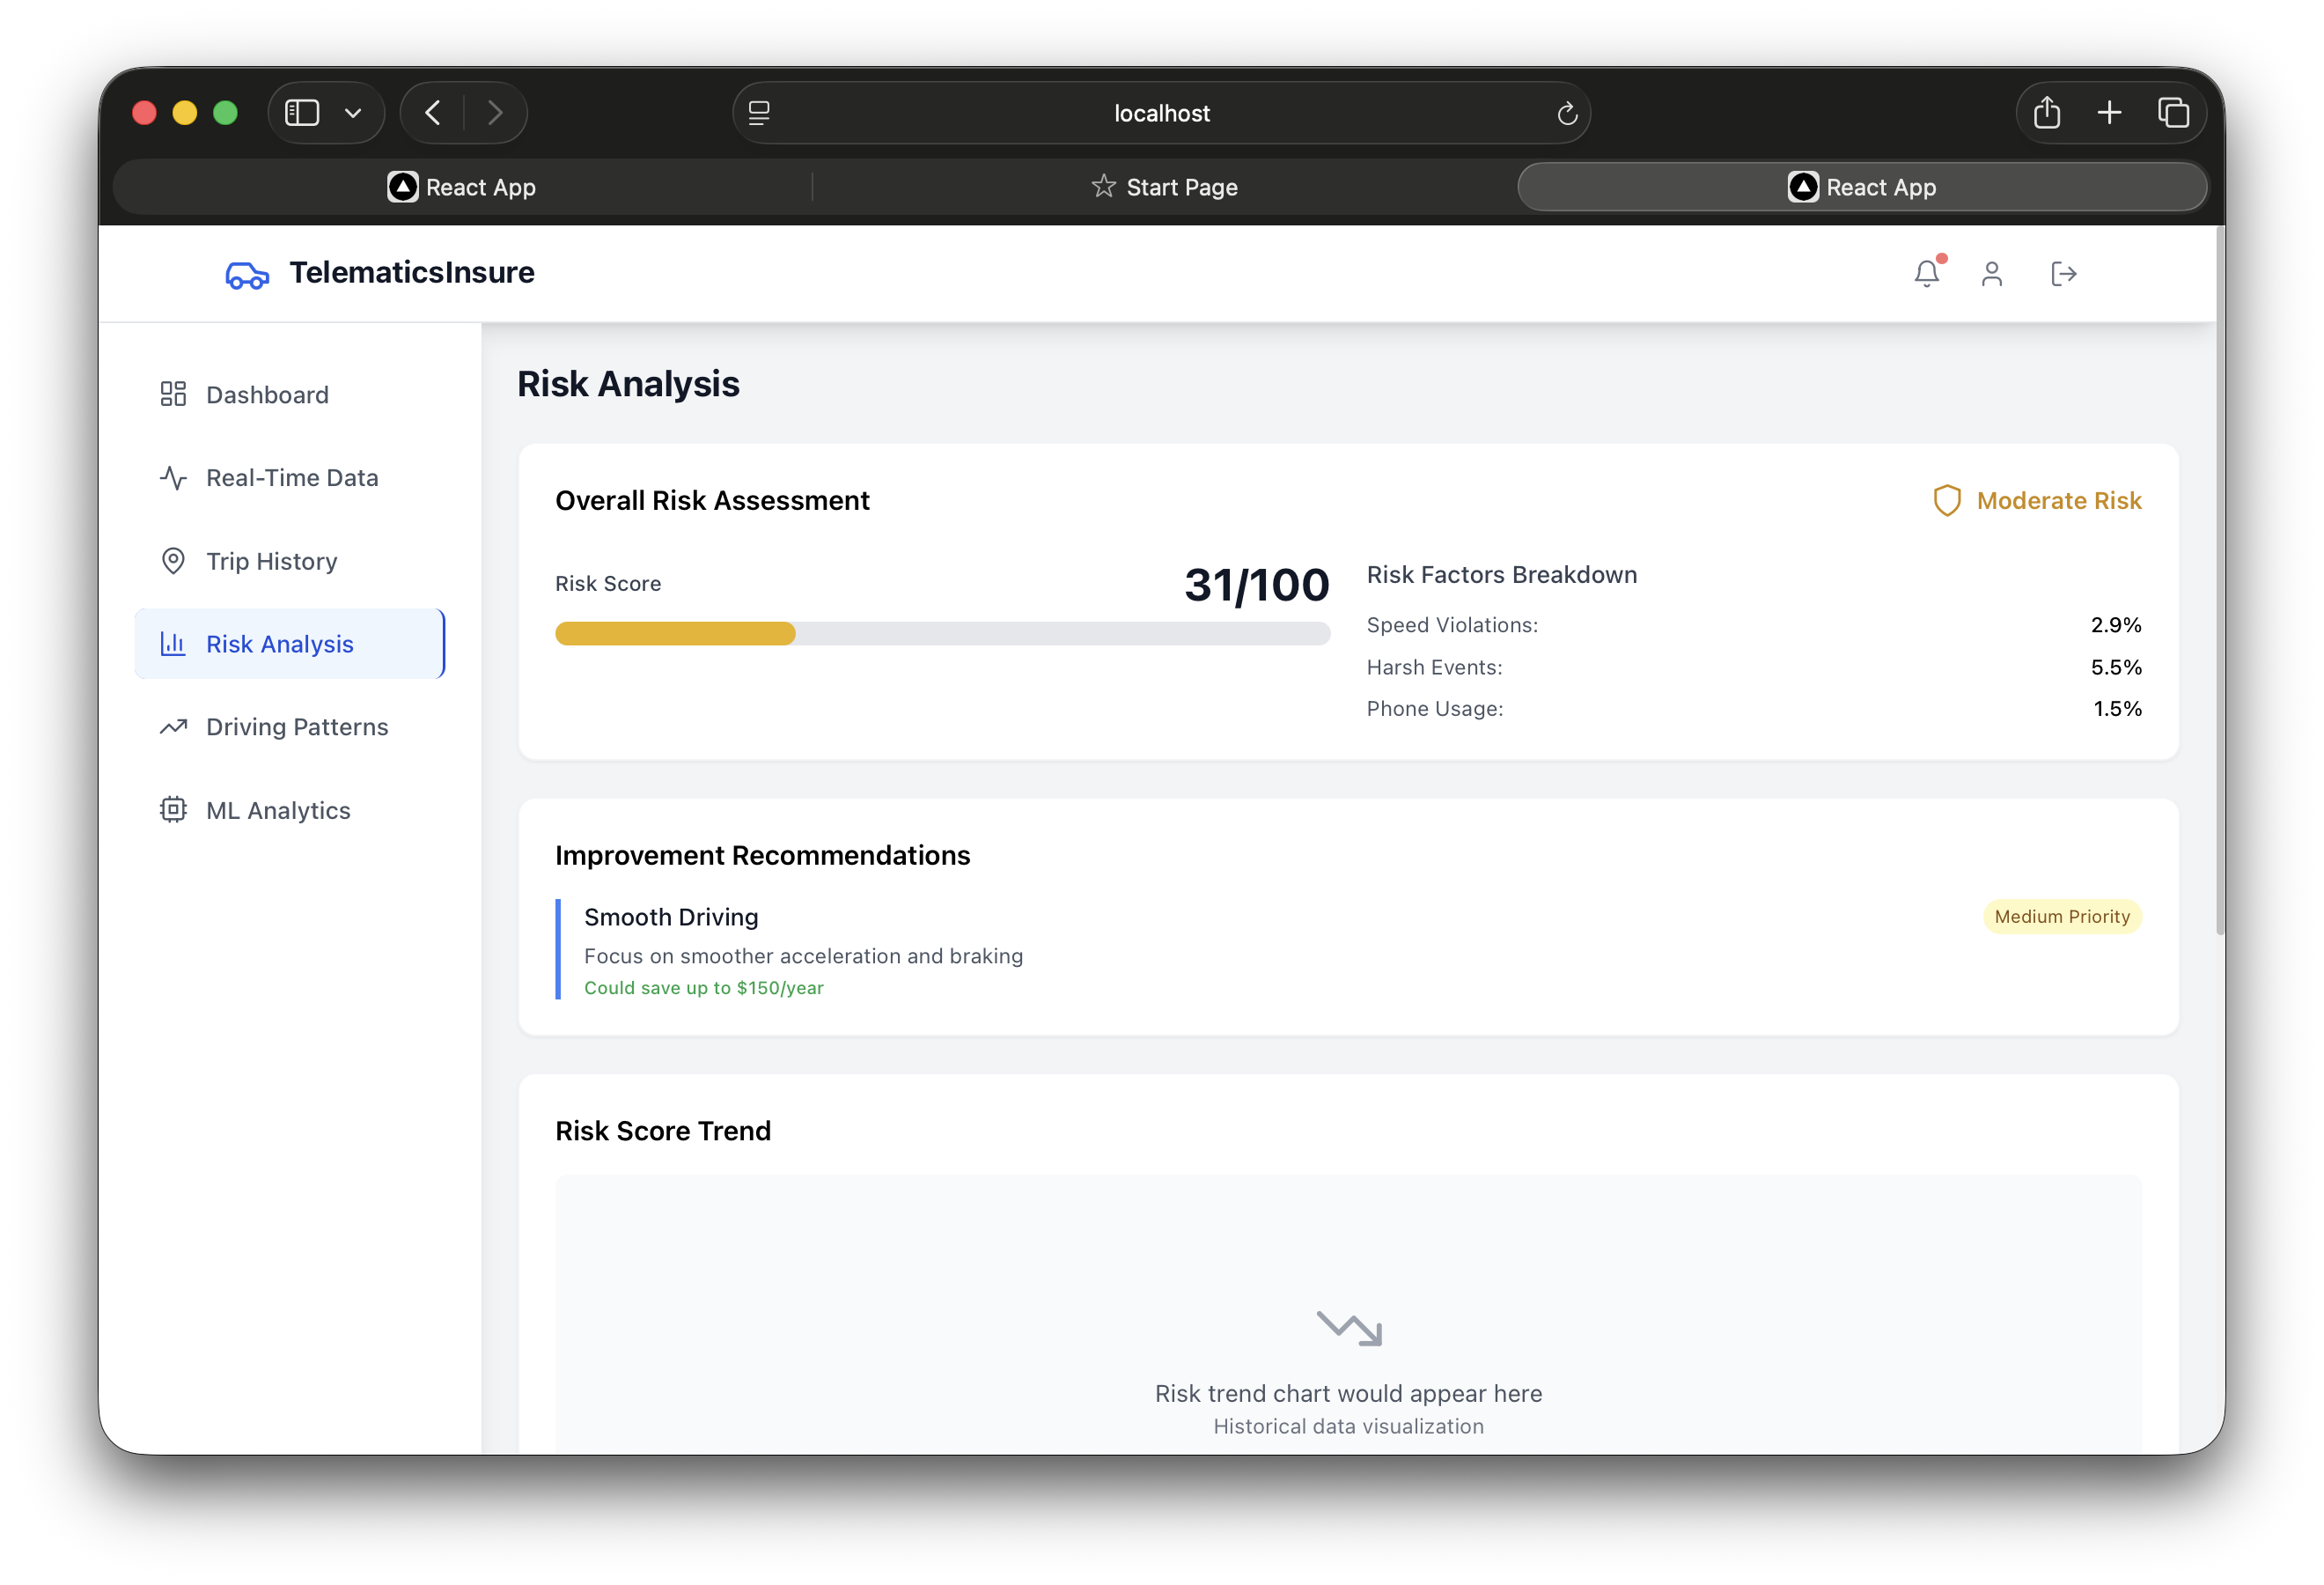 localhost
React App
Start Page
React App
TelematicsInsure
Dashboard
Real-Time Data
Trip History
Risk Analysis
Driving Patterns
ML Analytics
Risk Analysis
Overall Risk Assessment
Moderate Risk
Risk Score
31/100
Risk Factors Breakdown
Speed Violations: 2.9%
Harsh Events: 5.5%
Phone Usage: 1.5%
Improvement Recommendations
Smooth Driving
Medium Priority
Focus on smoother acceleration and braking
Could save up to $150/year
Risk Score Trend
Risk trend chart would appear here
Historical data visualization